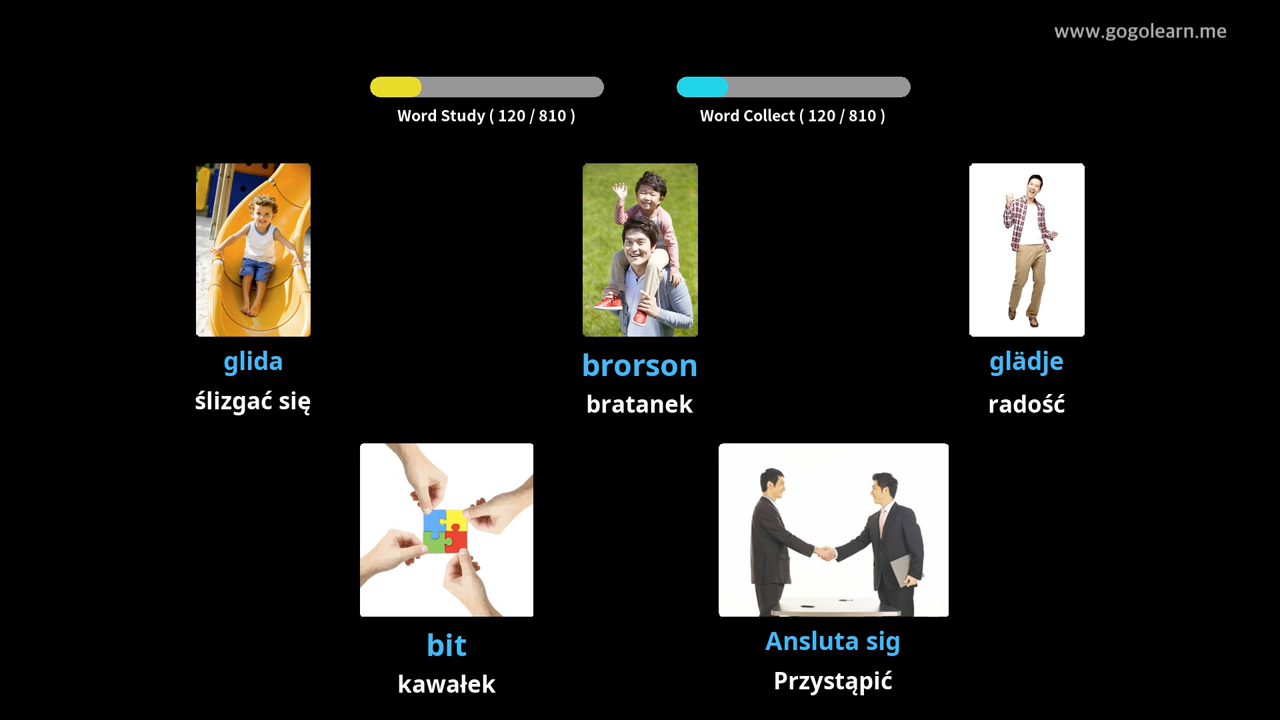 www.gogolearn.me
Word Study ( 120 / 810 )
Word Collect ( 120 / 810 )
glida
ślizgać się
brorson
bratanek
glädje
radość
bit
kawałek
Ansluta sig
Przystąpić